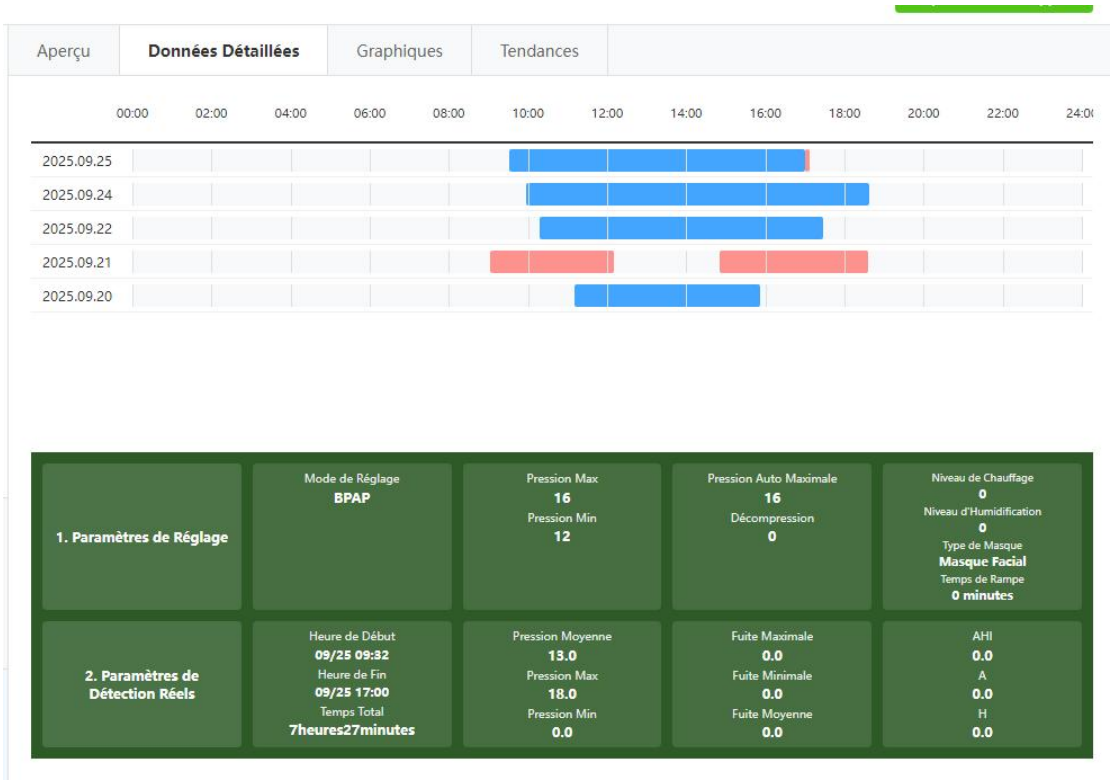 Aperçu Données Détaillées Graphiques Tendances
00:00 02:00 04:00 06:00 08:00 10:00 12:00 14:00 16:00 18:00 20:00 22:00 24:0
2025.09.25
2025.09.24
2025.09.22
2025.09.21
2025.09.20
1. Paramètres de Réglage
Mode de Réglage
BPAP
Pression Max
16
Pression Min
12
Pression Auto Maximale
16
Décompression
0
Niveau de Chauffage
0
Niveau d'Humidification
0
Type de Masque
Masque Facial
Temps de Rampe
0 minutes
2. Paramètres de
Détection Réels
Heure de Début
09/25 09:32
Heure de Fin
09/25 17:00
Temps Total
7heures27minutes
Pression Moyenne
13.0
Pression Max
18.0
Pression Min
0.0
Fuite Maximale
0.0
Fuite Minimale
0.0
Fuite Moyenne
0.0
AHI
0.0
A
0.0
H
0.0